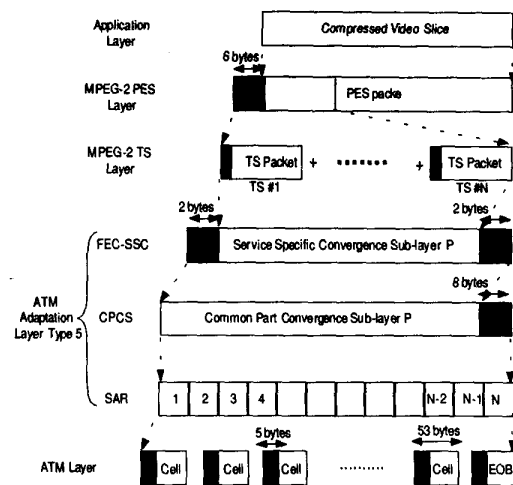 Application
Layer
Compressed Video Slice
6 bytes
MPEG-2 PES
Layer
PES packe
MPEG-2 TS
Layer
TS Packet + ........ + TS Packet
TS #1 TS #N
2 bytes 2 bytes
FEC-SSC
Service Specific Convergence Sub-layer P
8 bytes
ATM
Adaptation
Layer Type 5
CPCS
Common Part Convergence Sub-layer P
SAR
1 2 3 4 N-2 N-1 N
5 bytes 53 bytes
ATM Layer
Cell Cell Cell ........ Cell EOB